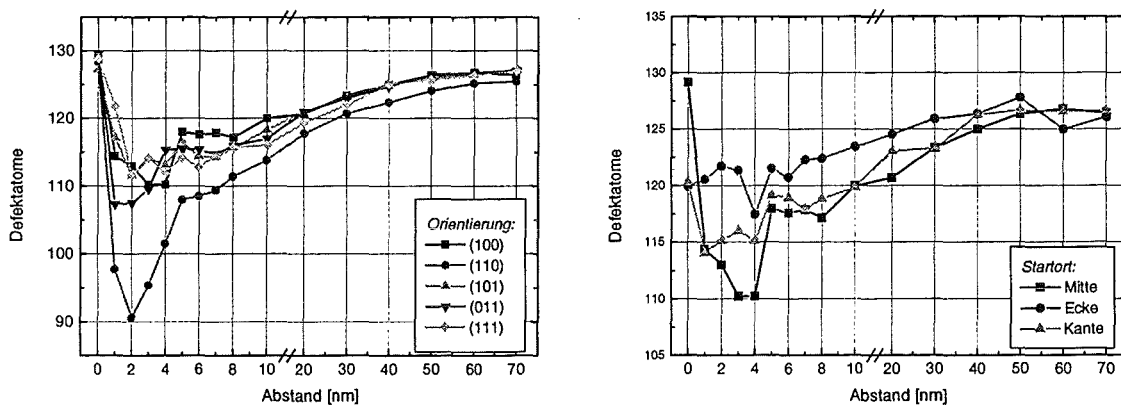 Defektatome
130
120
110
100
90
0 2 4 6 8 10 20 30 40 50 60 70
Abstand [nm]
Orientierung:
(100)
(110)
(101)
(011)
(111)
Defektatome
135
130
125
120
115
110
105
0 2 4 6 8 10 20 30 40 50 60 70
Abstand [nm]
Startort:
Mitte
Ecke
Kante